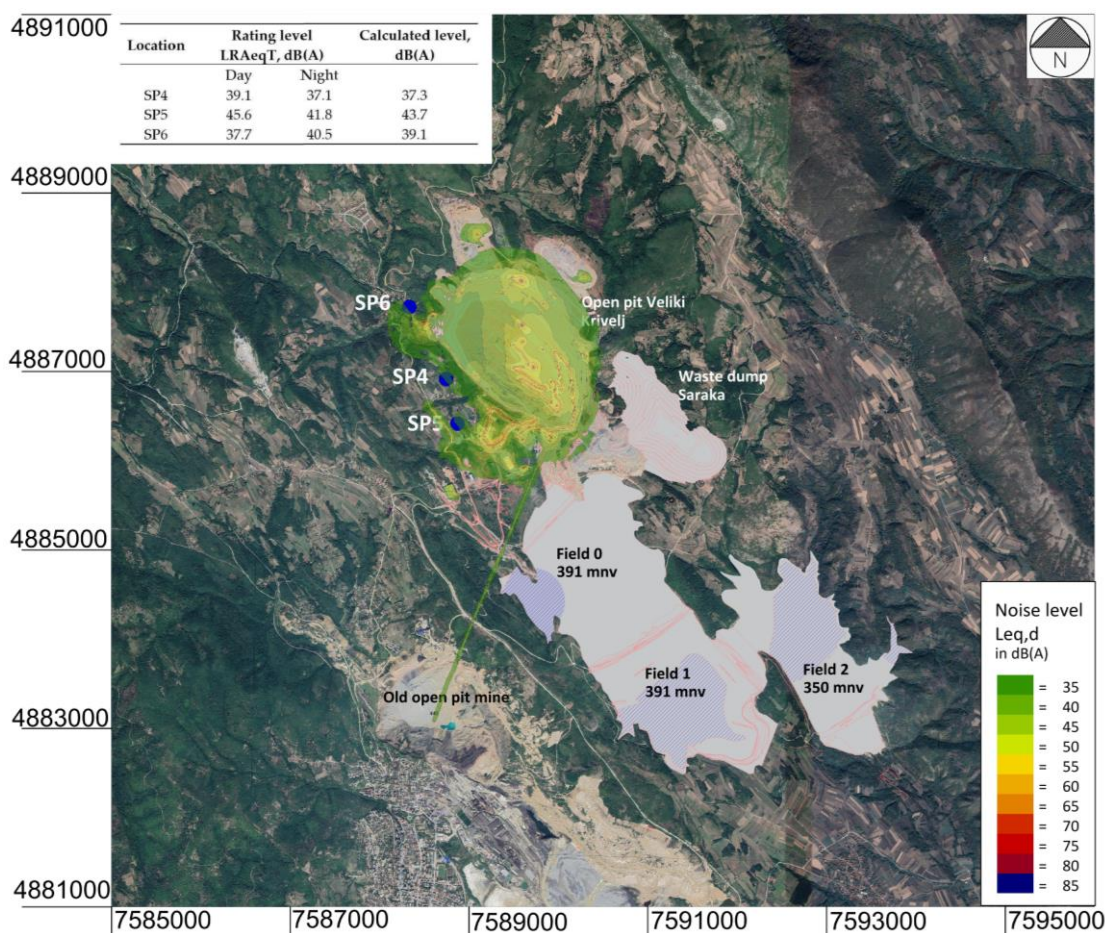 4891000
Location Rating level LRAeqT, dB(A) Calculated level, dB(A)
Day Night
SP4 39.1 37.1 37.3
SP5 45.6 41.8 43.7
SP6 37.7 40.5 39.1
N
4889000
SP6
Open pit Veliki
Krivelj
4887000
SP4
Waste dump
Saraka
SP5
4885000
Field 0
391 mnv
Noise level
Leq,d
in dB(A)
= 35
= 40
= 45
= 50
= 55
= 60
= 65
= 70
= 75
= 80
= 85
Field 1
391 mnv
Field 2
350 mnv
Old open pit mine
4883000
4881000
7585000 7587000 7589000 7591000 7593000 7595000